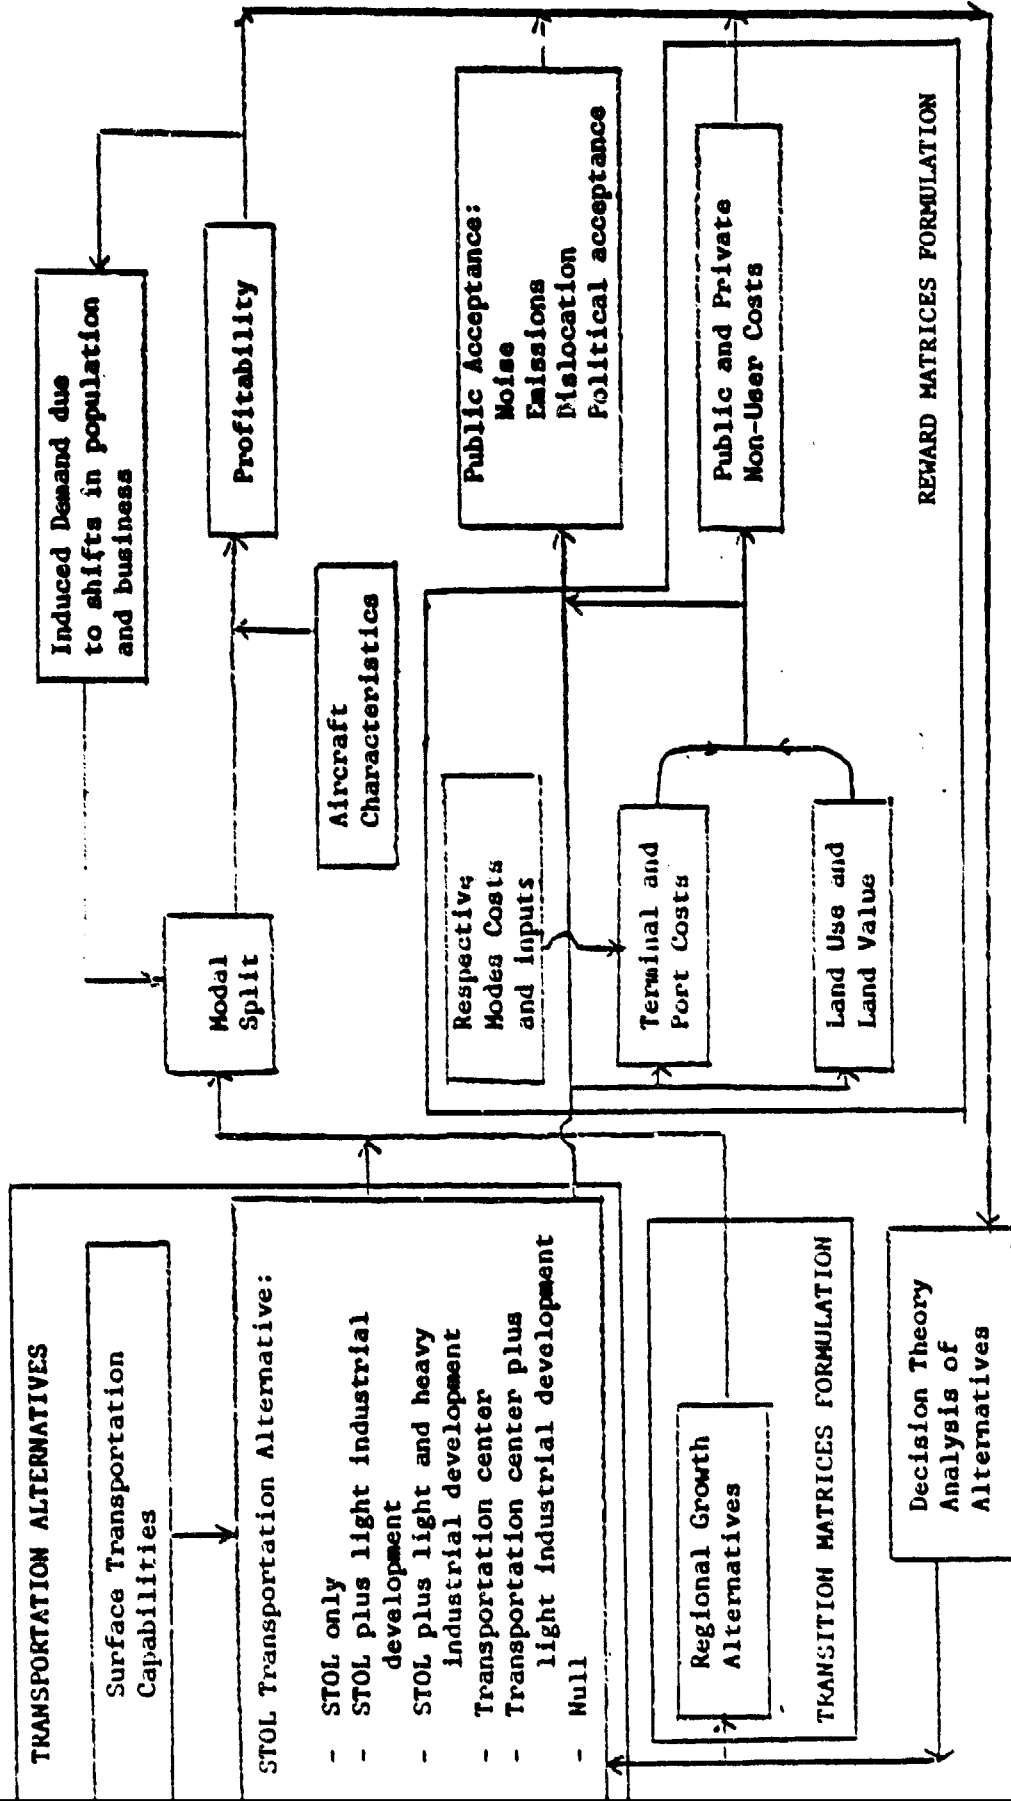 TRANSPORTATION ALTERNATIVES
Surface Transportation
Capabilities
STOL Transportation Alternative:
- STOL only
- STOL plus light industrial
development
- STOL plus light and heavy
industrial development
- Transportation center
- Transportation center plus
light industrial development
- Null
Regional Growth
Alternatives
TRANSITION MATRICES FORMULATION
Decision Theory
Analysis of
Alternatives
Modal
Split
Induced Demand due
to shifts in population
and business
Profitability
Aircraft
Characteristics
Respective
Modes Costs
and inputs
Terminal and
Port Costs
Land Use and
Land Value
Public Acceptance:
Noise
Emissions
Dislocation
Political acceptance
Public and Private
Non-User Costs
REWARD MATRICES FORMULATION